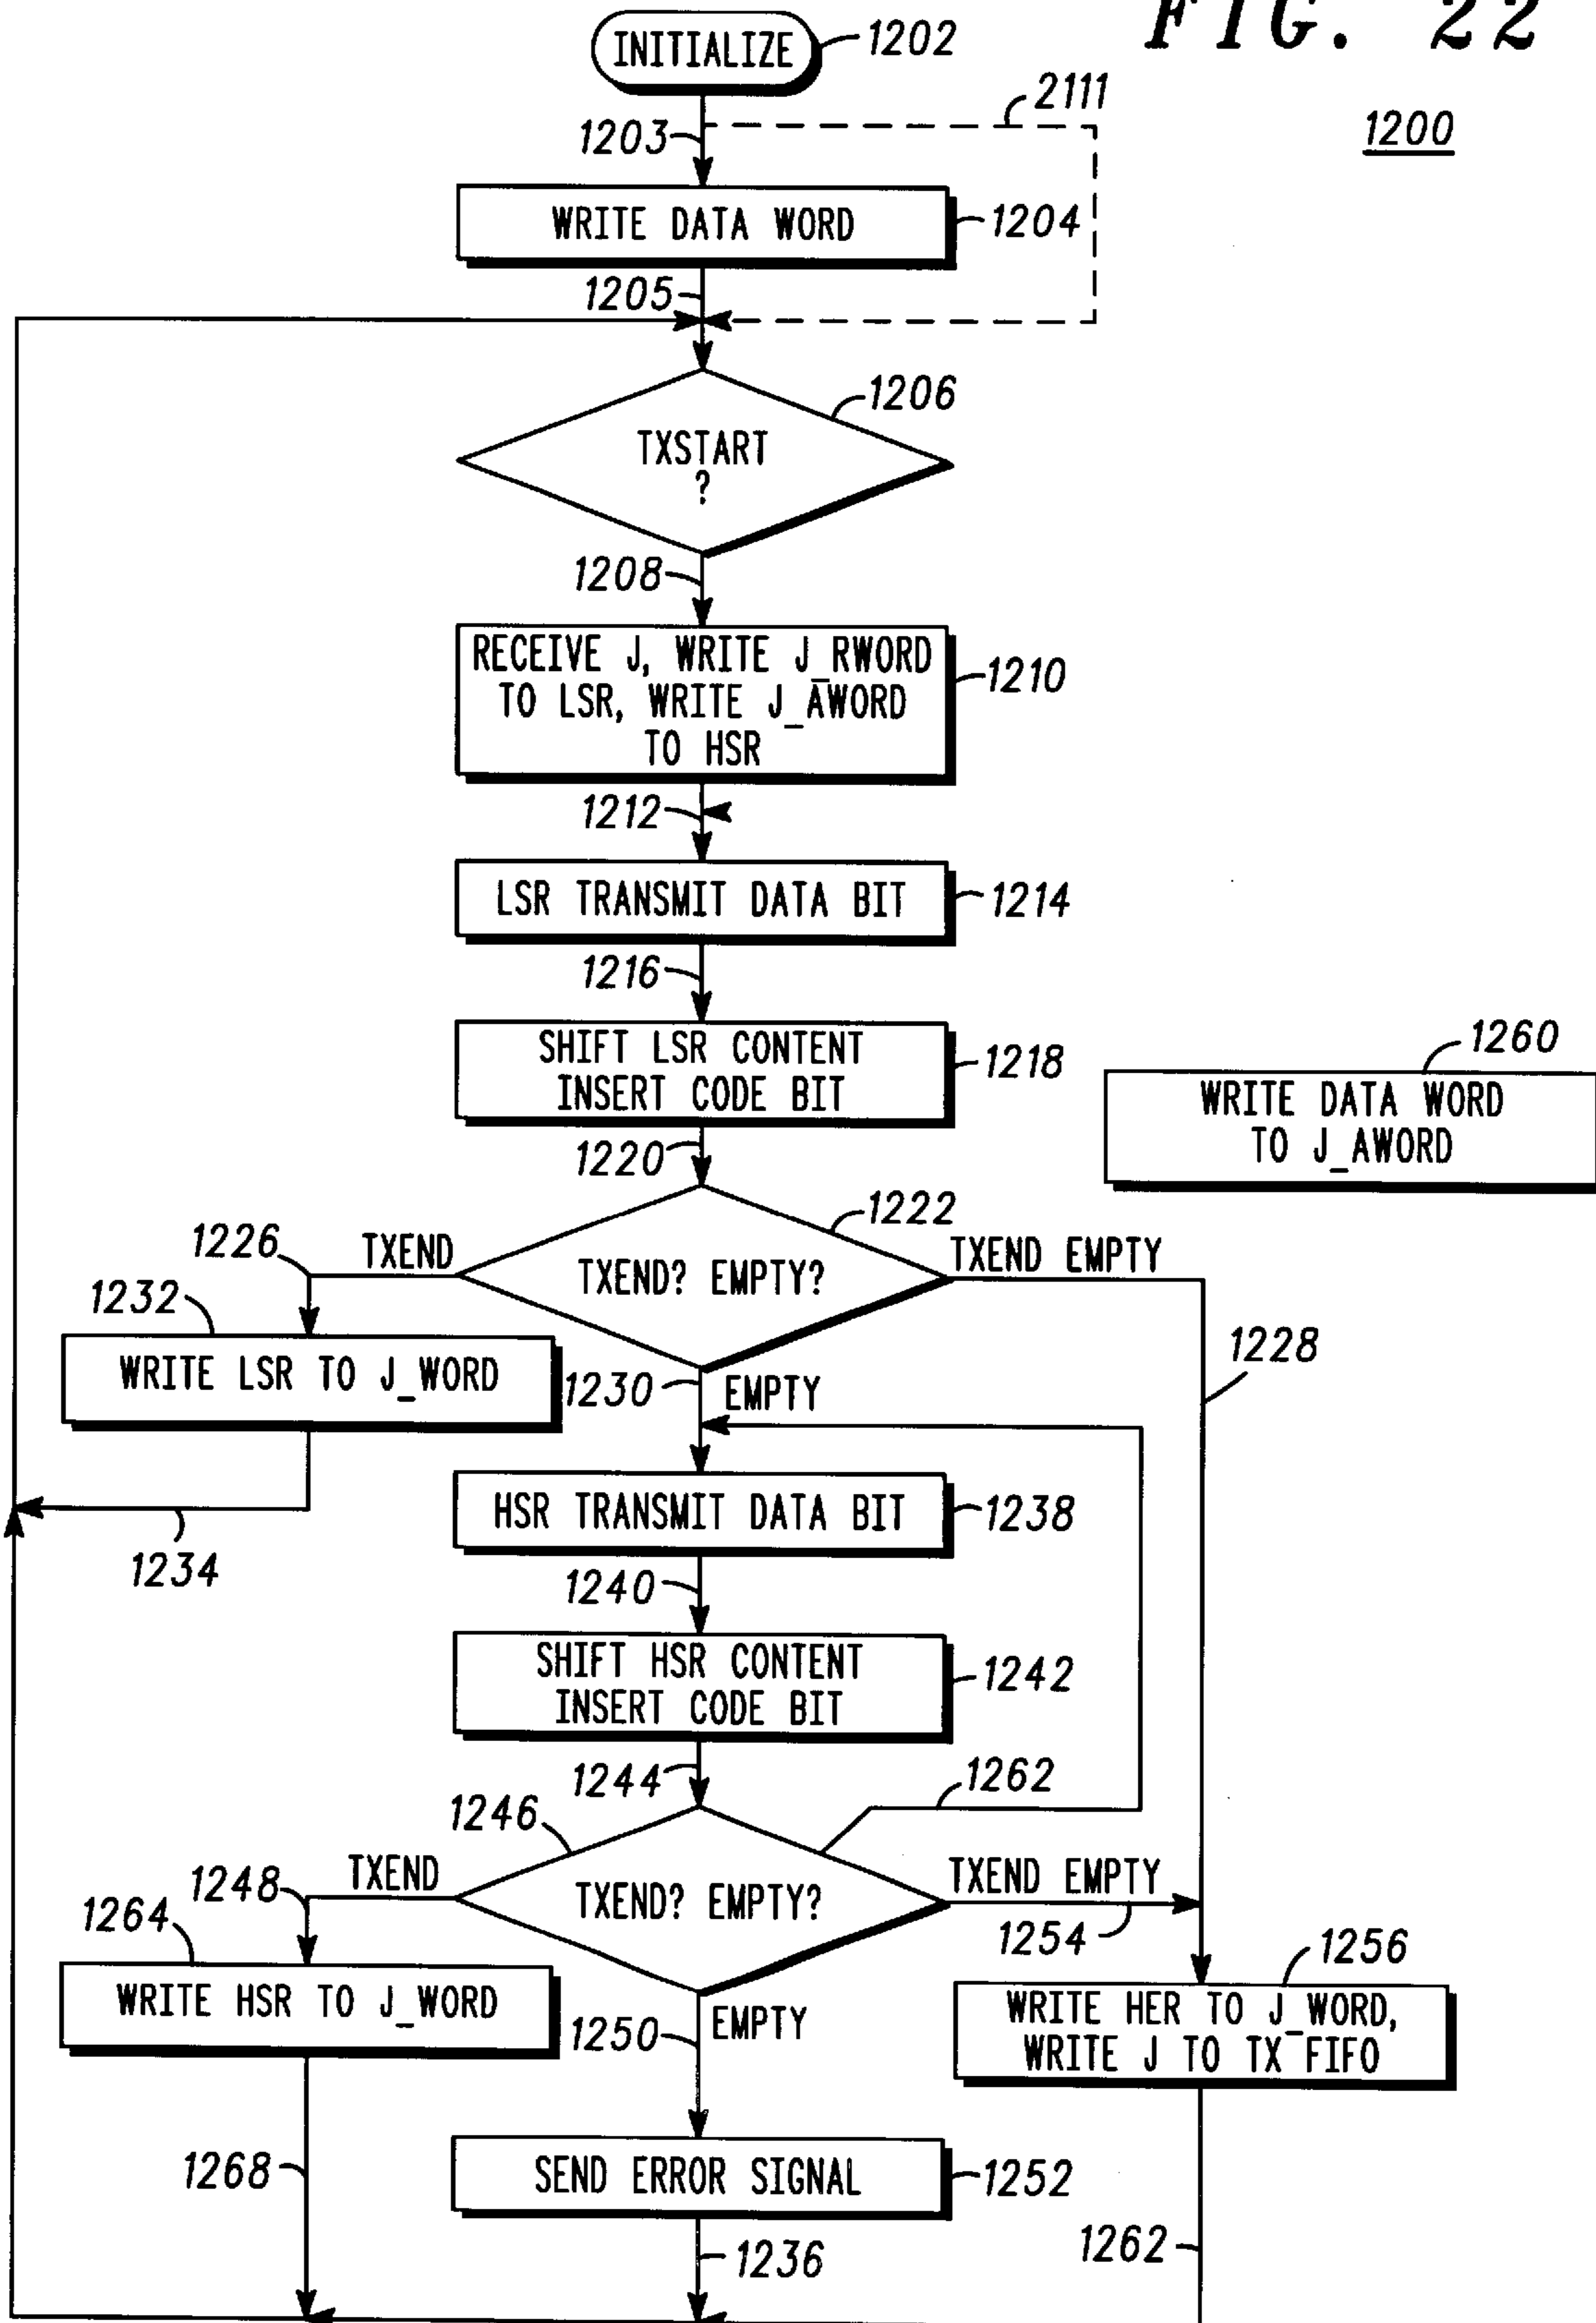 FIG. 22
INITIALIZE
1202
2111
1203
1200
WRITE DATA WORD
1204
1205
1206
TXSTART
?
1208
RECEIVE J, WRITE J_RWORD
TO LSR, WRITE J_AWORD
TO HSR
1210
1212
LSR TRANSMIT DATA BIT
1214
1216
SHIFT LSR CONTENT
INSERT CODE BIT
1218
1260
WRITE DATA WORD
TO J_AWORD
1220
1222
1226
TXEND
TXEND? EMPTY?
TXEND EMPTY
1232
WRITE LSR TO J_WORD
1228
1230
EMPTY
HSR TRANSMIT DATA BIT
1238
1234
1240
SHIFT HSR CONTENT
INSERT CODE BIT
1242
1244
1262
1246
1248
TXEND
TXEND? EMPTY?
TXEND EMPTY
1254
1264
WRITE HSR TO J_WORD
1256
WRITE HER TO J_WORD,
WRITE J TO TX_FIFO
1250
EMPTY
1268
SEND ERROR SIGNAL
1252
1236
1262